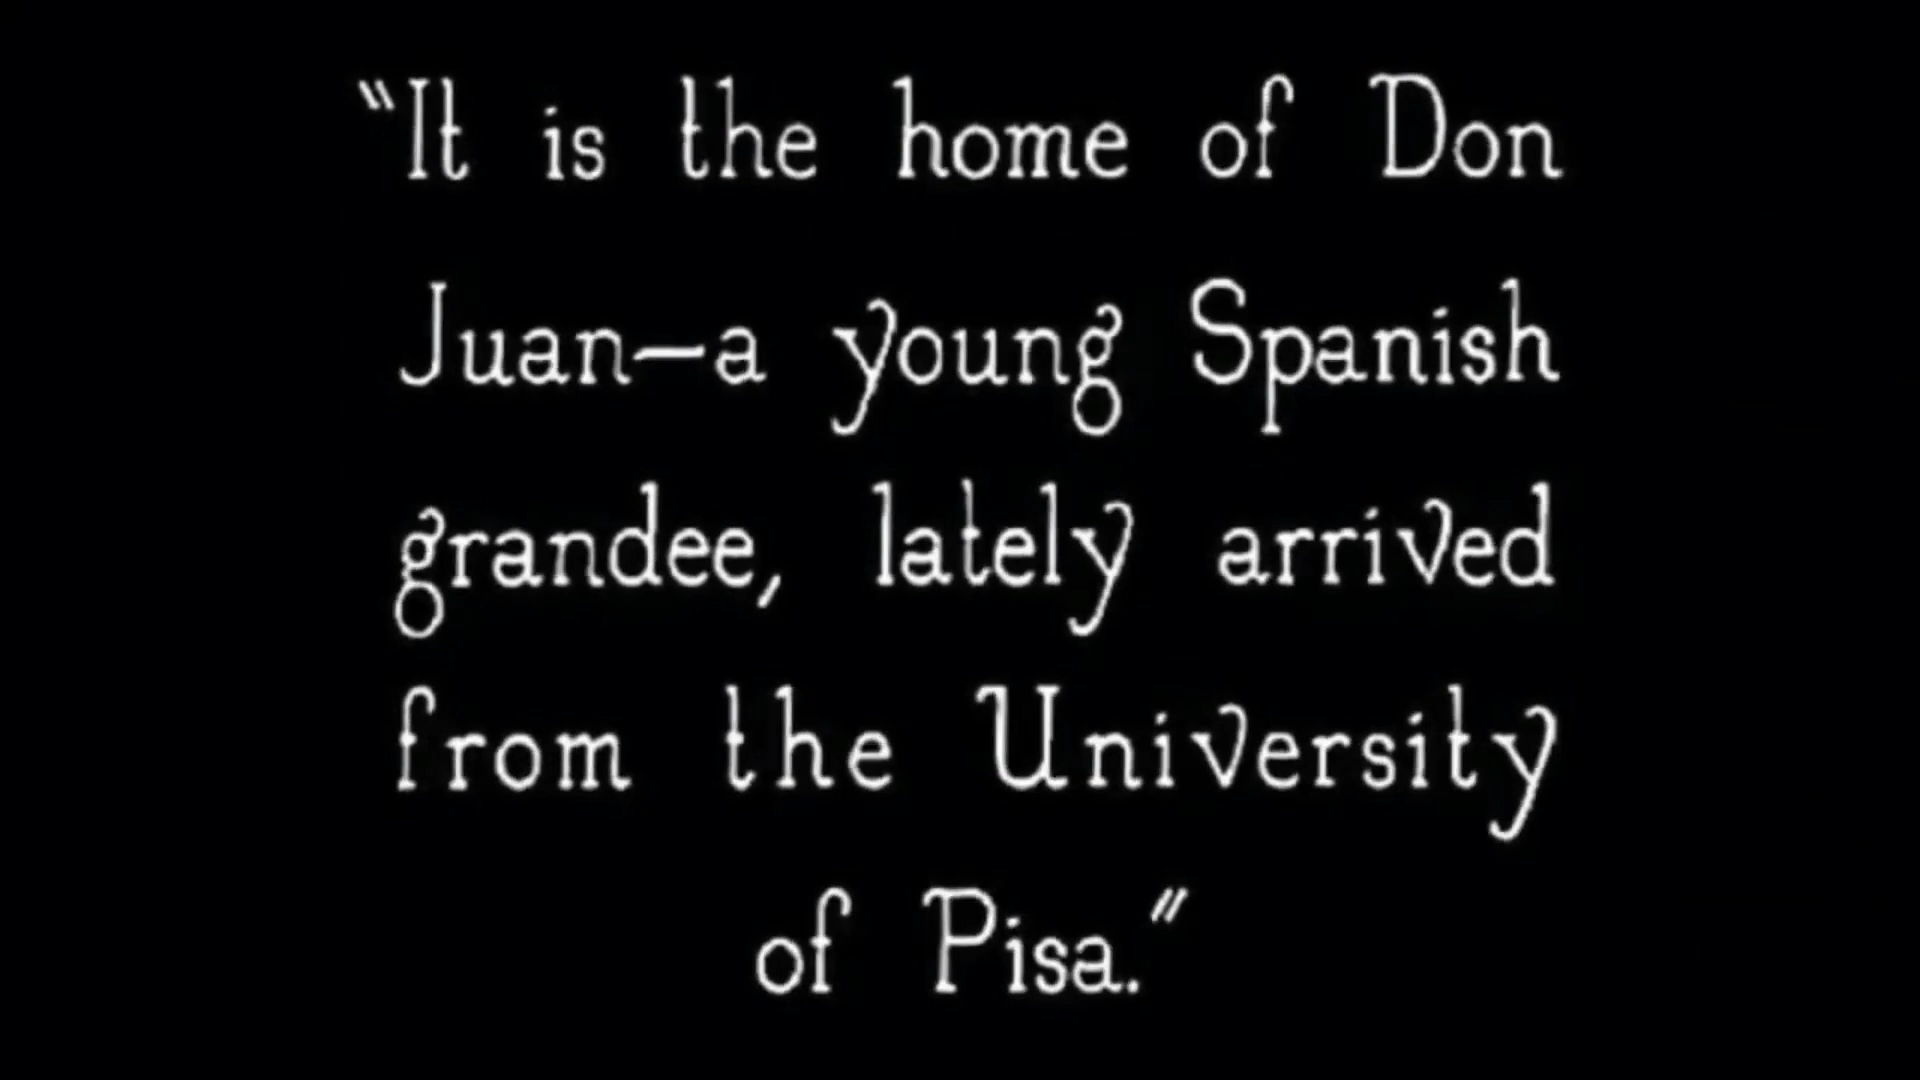 "It is the home of Don
Juan—a young Spanish
grandee, lately arrived
from the University
of Pisa."